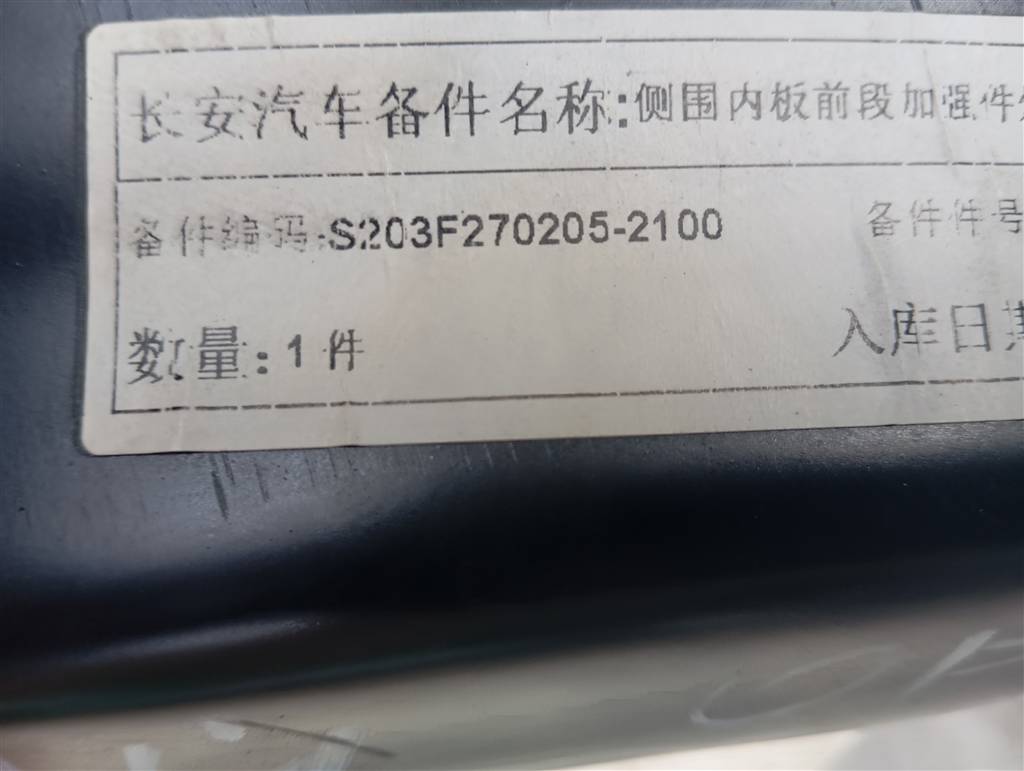 长安汽车备件名称:侧围内板前段加强件
备件编码:S203F270205-2100 备件件号
数量:1件 入库日期